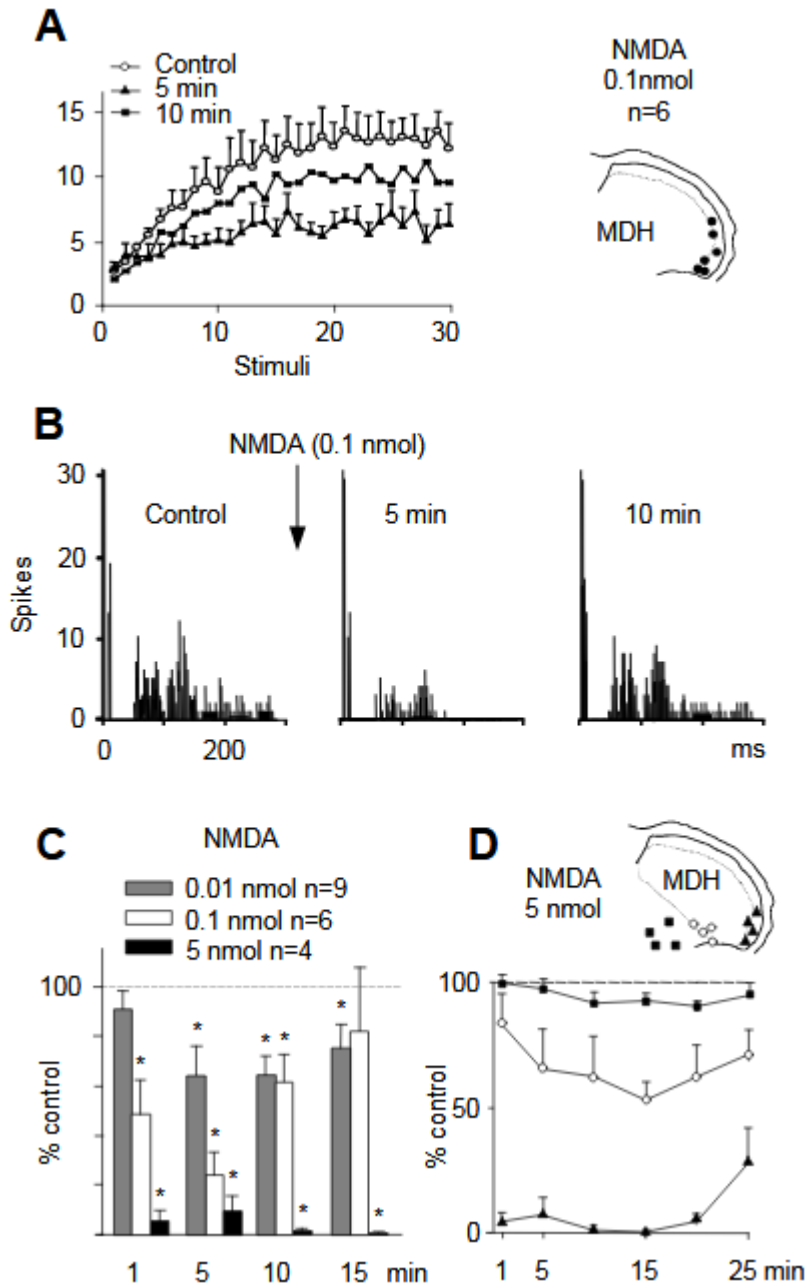 A
Control
5 min
10 min
15
10
5
0
0 10 20 30
Stimuli
NMDA
0.1nmol
n=6
MDH
B
NMDA (0.1 nmol)
Control
5 min
10 min
30
20
10
0
Spikes
0 200 ms
C
NMDA
0.01 nmol n=9
0.1 nmol n=6
5 nmol n=4
100
% control
* * * * * * * * * *
1 5 10 15 min
D
NMDA
5 nmol
MDH
100
50
0
% control
1 5 15 25 min